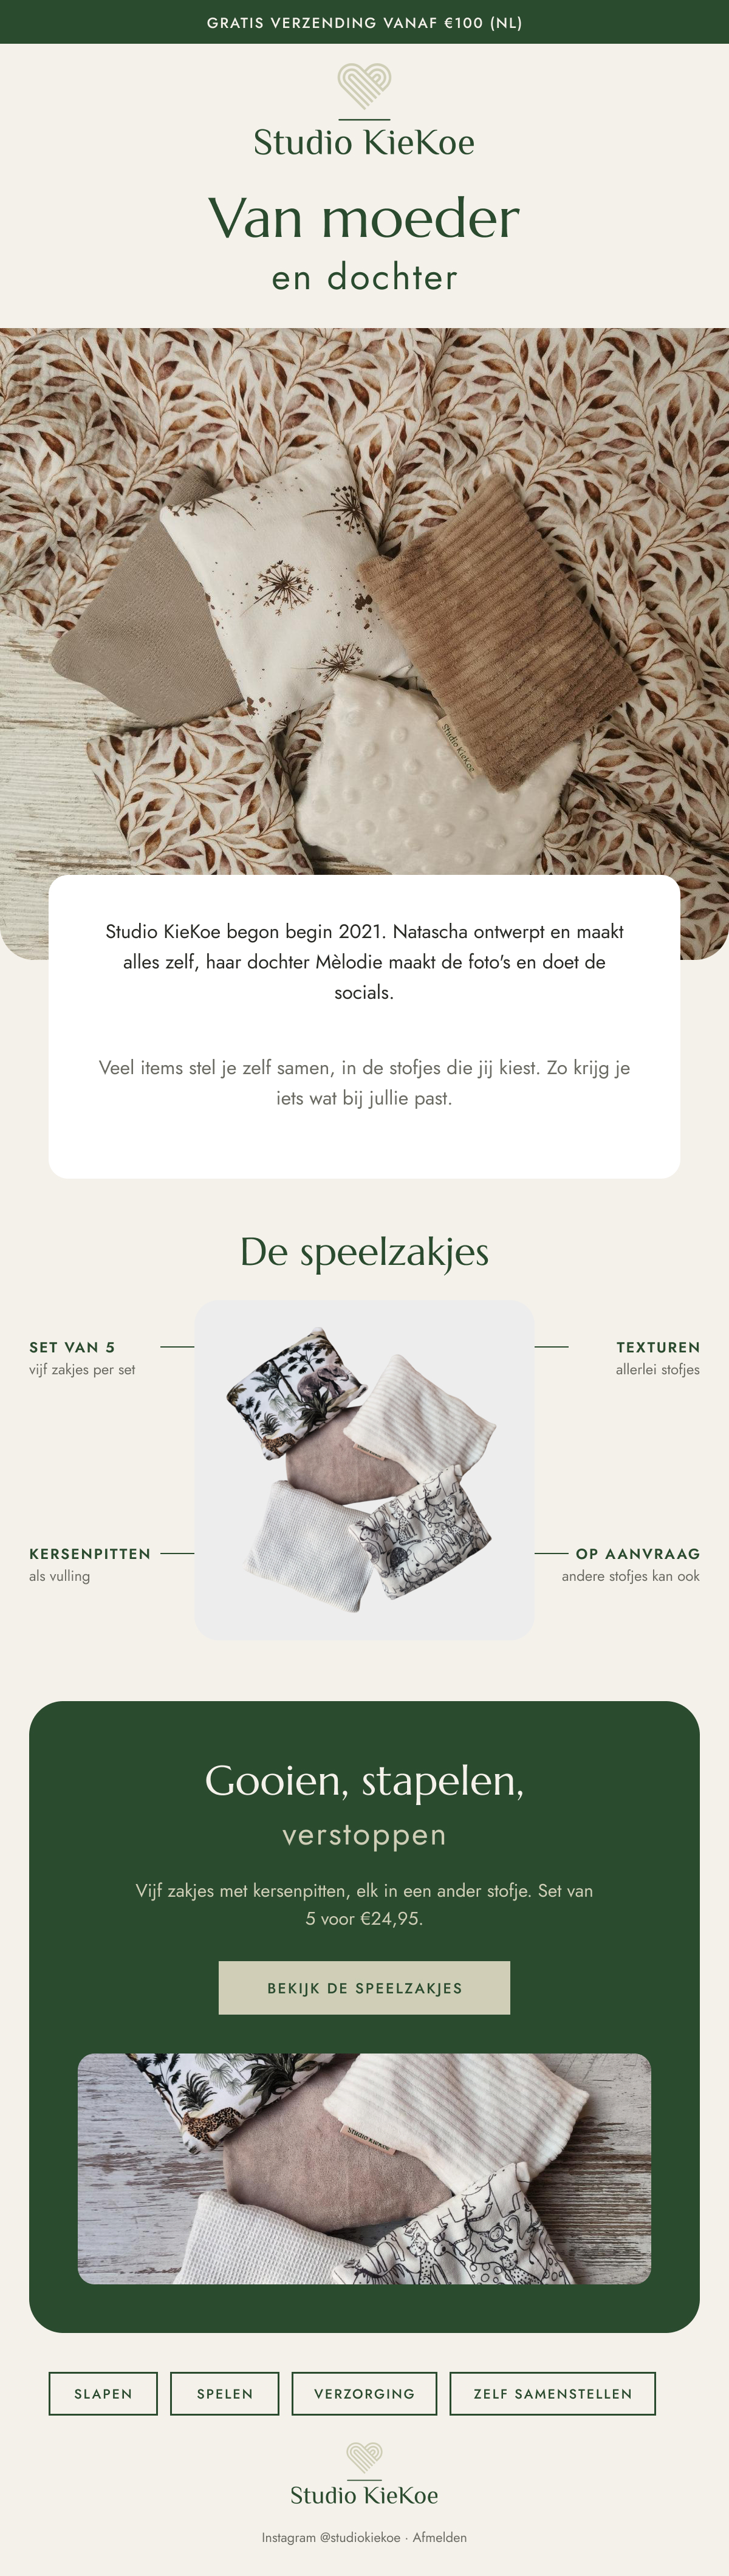 GRATIS VERZENDING VANAF €100 (NL)
Studio KieKoe
Van moeder
en dochter
Studio KieKoe
Studio KieKoe begon begin 2021. Natascha ontwerpt en maakt
alles zelf, haar dochter Mèlodie maakt de foto's en doet de
socials.
Veel items stel je zelf samen, in de stofjes die jij kiest. Zo krijg je
iets wat bij jullie past.
De speelzakjes
SET VAN 5
vijf zakjes per set
TEXTUREN
allerlei stofjes
KERSENPITTEN
als vulling
OP AANVRAAG
andere stofjes kan ook
Gooien, stapelen,
verstoppen
Vijf zakjes met kersenpitten, elk in een ander stofje. Set van
5 voor €24,95.
BEKIJK DE SPEELZAKJES
Studio KieKoe
SLAPEN
SPELEN
VERZORGING
ZELF SAMENSTELLEN
Studio KieKoe
Instagram @studiokiekoe · Afmelden